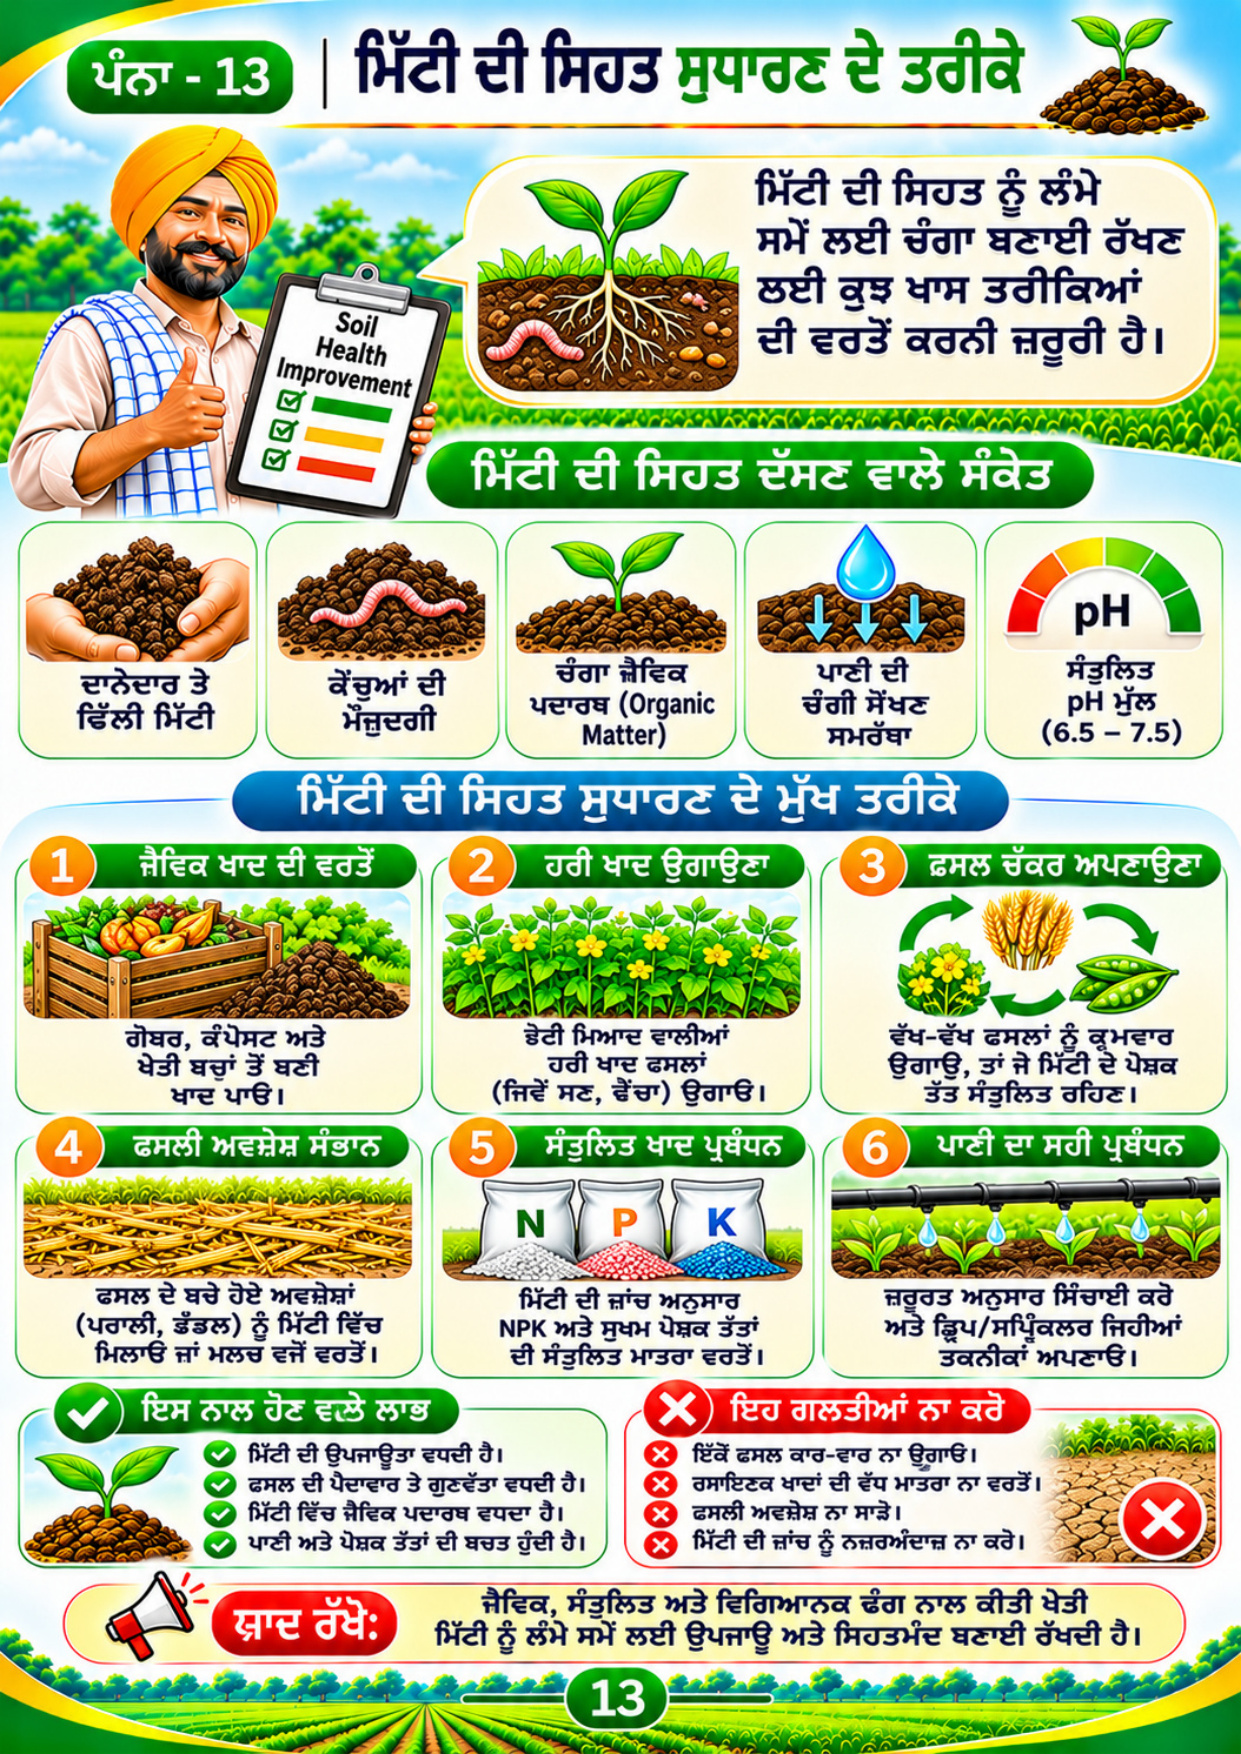 ਪੰਨਾ - 13
ਮਿੱਟੀ ਦੀ ਸਿਹਤ ਸੁਧਾਰਣ ਦੇ ਤਰੀਕੇ
Soil
Health
Improvement
ਮਿੱਟੀ ਦੀ ਸਿਹਤ ਨੂੰ ਲੰਮੇ
ਸਮੇਂ ਲਈ ਚੰਗਾ ਬਣਾਈ ਰੱਖਣ
ਲਈ ਕੁਝ ਖਾਸ ਤਰੀਕਿਆਂ
ਦੀ ਵਰਤੋਂ ਕਰਨੀ ਜ਼ਰੂਰੀ ਹੈ।
ਮਿੱਟੀ ਦੀ ਸਿਹਤ ਦੱਸਣ ਵਾਲੇ ਸੰਕੇਤ
ਦਾਨੇਦਾਰ ਤੇ
ਢਿੱਲੀ ਮਿੱਟੀ
ਕੇਂਚੁਆਂ ਦੀ
ਮੌਜ਼ੁਦਗੀ
ਚੰਗਾ ਜ਼ੈਵਿਕ
ਪਦਾਰਥ (Organic
Matter)
ਪਾਣੀ ਦੀ
ਚੰਗੀ ਸੋਂਖਣ
ਸਮਰੱਥਾ
pH
ਸੰਤੁਲਿਤ
pH ਮੁੱਲ
(6.5 – 7.5)
ਮਿੱਟੀ ਦੀ ਸਿਹਤ ਸੁਧਾਰਣ ਦੇ ਮੁੱਖ ਤਰੀਕੇ
1 ਜ਼ੈਵਿਕ ਖਾਦ ਦੀ ਵਰਤੋਂ
ਗੋਬਰ, ਕੰਪੋਸਟ ਅਤੇ
ਖੇਤੀ ਬਚਾਂ ਤੋਂ ਬਣੀ
ਖਾਦ ਪਾਓ।
2 ਹਰੀ ਖਾਦ ਉਗਾਉਣਾ
ਛੋਟੀ ਮਿਆਦ ਵਾਲੀਆਂ
ਹਰੀ ਖਾਦ ਫਸਲਾਂ
(ਜਿਵੇਂ ਸਣ, ਢੈਂਚਾ) ਉਗਾਓ।
3 ਫ਼ਸਲ ਚੱਕਰ ਅਪਣਾਉਣਾ
ਵੱਖ-ਵੱਖ ਫਸਲਾਂ ਨੂੰ ਕ੍ਰਮਵਾਰ
ਉਗਾਉ, ਤਾਂ ਜੇ ਮਿੱਟੀ ਦੇ ਪੋਸ਼ਕ
ਤੱਤ ਸੰਤੁਲਿਤ ਰਹਿਣ।
4 ਫਸਲੀ ਅਵਸ਼ੇਸ਼ ਸੰਭਾਨ
ਫਸਲ ਦੇ ਬਚੇ ਹੋਏ ਅਵਸ਼ੇਸ਼ਾਂ
(ਪਰਾਲੀ, ਡੰਡਲ) ਨੂੰ ਮਿੱਟੀ ਵਿੱਚ
ਮਿਲਾਓ ਜ਼ਾਂ ਮਲਚ ਵਜੋਂ ਵਰਤੋਂ।
5 ਸੰਤੁਲਿਤ ਖਾਦ ਪ੍ਰਬੰਧਨ
N P K
ਮਿੱਟੀ ਦੀ ਜ਼ਾਂਚ ਅਨੁਸਾਰ
NPK ਅਤੇ ਸੁਖਮ ਪੋਸ਼ਕ ਤੱਤਾਂ
ਦੀ ਸੰਤੁਲਿਤ ਮਾਤਰਾ ਵਰਤੋਂ।
6 ਪਾਣੀ ਦਾ ਸਹੀ ਪ੍ਰਬੰਧਨ
ਜ਼ਰੂਰਤ ਅਨੁਸਾਰ ਸਿੰਚਾਈ ਕਰੋ
ਅਤੇ ਡ੍ਰਿਪ/ਸਪ੍ਰਿੰਕਲਰ ਜਿਹੀਆਂ
ਤਕਨੀਕਾਂ ਅਪਣਾਓ।
ਇਸ ਨਾਲ ਹੋਣ ਵਾਲੇ ਲਾਭ
ਮਿੱਟੀ ਦੀ ਉਪਜਾਊਤਾ ਵਧਦੀ ਹੈ।
ਫਸਲ ਦੀ ਪੈਦਾਵਾਰ ਤੇ ਗੁਣਵੱਤਾ ਵਧਦੀ ਹੈ।
ਮਿੱਟੀ ਵਿੱਚ ਜ਼ੈਵਿਕ ਪਦਾਰਥ ਵਧਦਾ ਹੈ।
ਪਾਣੀ ਅਤੇ ਪੋਸ਼ਕ ਤੱਤਾਂ ਦੀ ਬਚਤ ਹੁੰਦੀ ਹੈ।
ਇਹ ਗਲਤੀਆਂ ਨਾ ਕਰੋ
ਇੱਕੋਂ ਫਸਲ ਕਾਰ-ਵਾਰ ਨਾ ਉਗਾਓ।
ਰਸਾਇਣਕ ਖਾਦਾਂ ਦੀ ਵੱਧ ਮਾਤਰਾ ਨਾ ਵਰਤੋਂ।
ਫਸਲੀ ਅਵਸ਼ੇਸ਼ ਨਾ ਸਾੜੋ।
ਮਿੱਟੀ ਦੀ ਜ਼ਾਂਚ ਨੂੰ ਨਜ਼ਰਅੰਦਾਜ਼ ਨਾ ਕਰੋ।
ਯਾਦ ਰੱਖੋ:
ਜ਼ੈਵਿਕ, ਸੰਤੁਲਿਤ ਅਤੇ ਵਿਗਿਆਨਕ ਢੰਗ ਨਾਲ ਕੀਤੀ ਖੇਤੀ
ਮਿੱਟੀ ਨੂੰ ਲੰਮੇ ਸਮੇਂ ਲਈ ਉਪਜਾਊ ਅਤੇ ਸਿਹਤਮੰਦ ਬਣਾਈ ਰੱਖਦੀ ਹੈ।
13